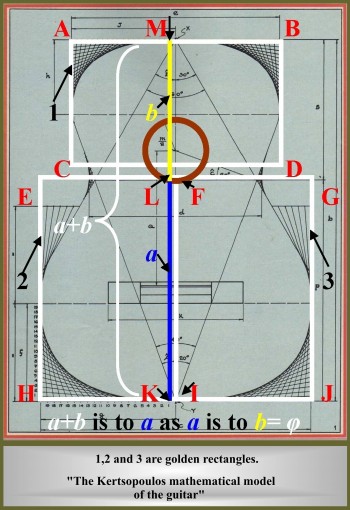 A M B
b
1
C D
E L F G
a+b
a
2 3
H K I J
a+b is to a as a is to b= φ
1,2 and 3 are golden rectangles.
"The Kertsopoulos mathematical model
of the guitar"